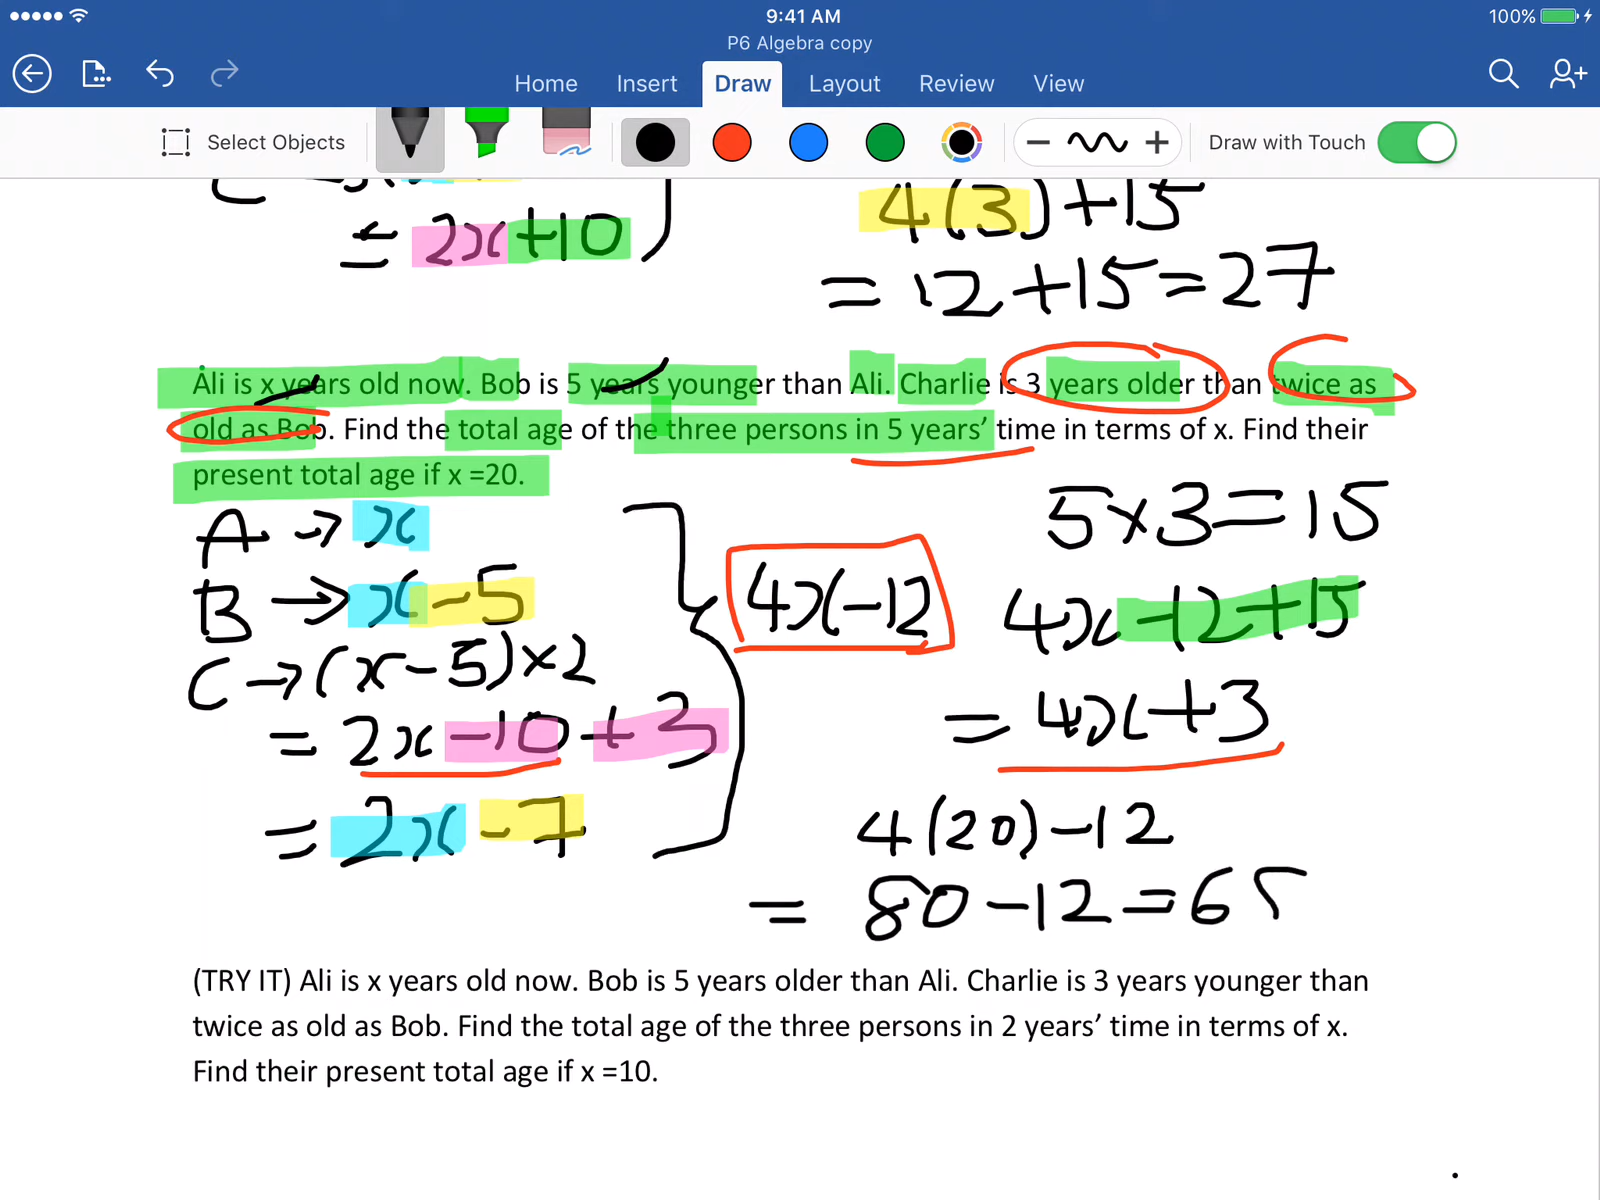 9:41 AM
100%
P6 Algebra copy
Home Insert Draw Layout Review View
Select Objects
Draw with Touch
= 2x+10
4(3)+15
= 12+15=27
Ali is x years old now. Bob is 5 years younger than Ali. Charlie is 3 years older than twice as
old as Bob. Find the total age of the three persons in 5 years’ time in terms of x. Find their
present total age if x =20.
A → x
B → x-5
C → (x-5)×2
= 2x-10+3
= 2x-7
4x-12
5×3=15
4x-12+15
= 4x+3
4(20)-12
= 80-12=6
(TRY IT) Ali is x years old now. Bob is 5 years older than Ali. Charlie is 3 years younger than
twice as old as Bob. Find the total age of the three persons in 2 years’ time in terms of x.
Find their present total age if x =10.